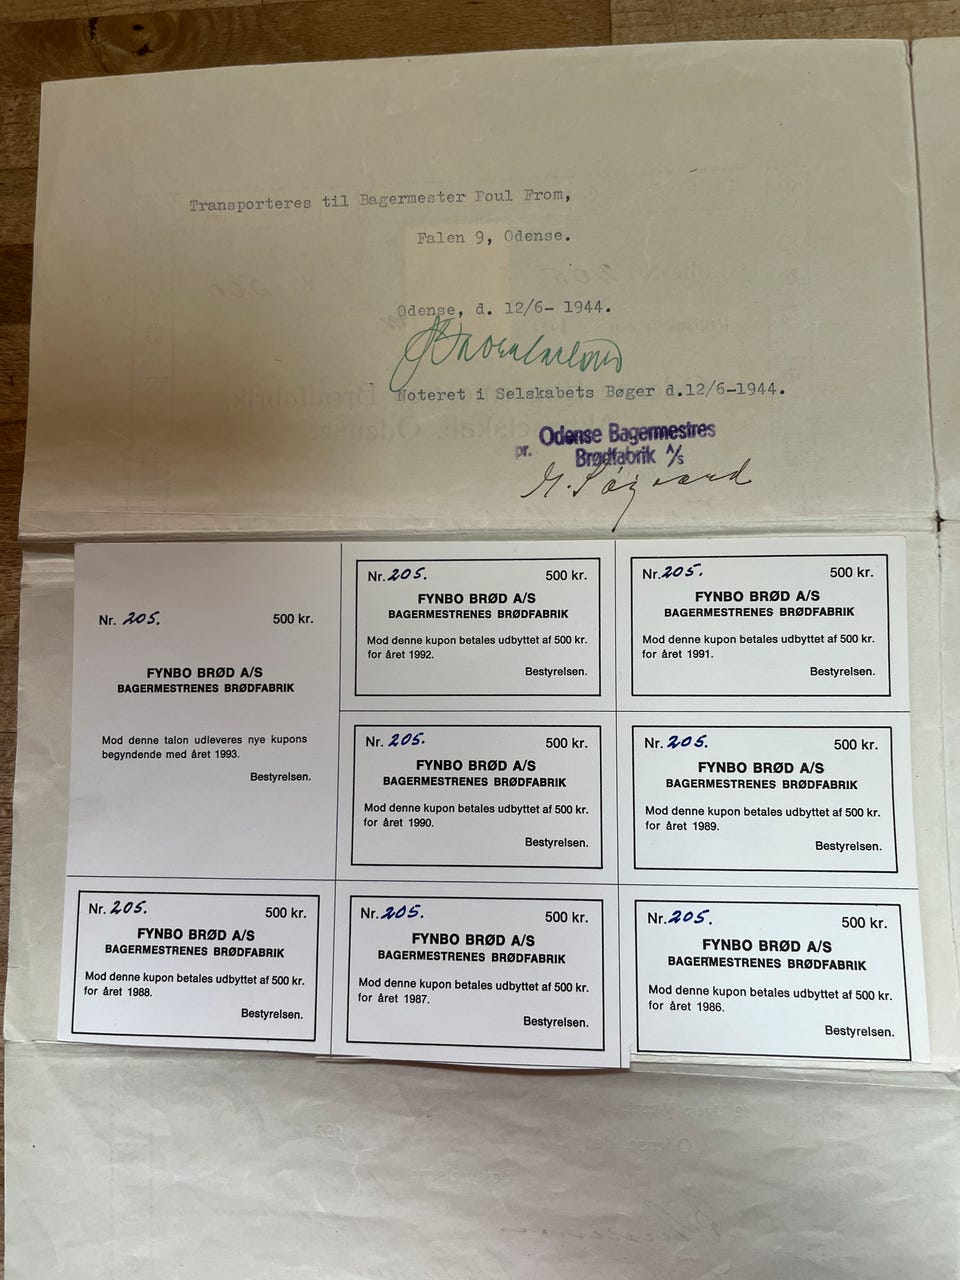 Transporteres til Bagermester Poul From,
Falen 9, Odense.
Odense, d. 12/6- 1944.
Noteret i Selskabets Bøger d.12/6-1944.
pr. Odense Bagermestres
Brødfabrik A/S
Nr. 205. 500 kr.
FYNBO BRØD A/S
BAGERMESTRENES BRØDFABRIK
Mod denne talon udleveres nye kupons
begyndende med året 1993.
Bestyrelsen.
Nr. 205. 500 kr.
FYNBO BRØD A/S
BAGERMESTRENES BRØDFABRIK
Mod denne kupon betales udbyttet af 500 kr.
for året 1992.
Bestyrelsen.
Nr. 205. 500 kr.
FYNBO BRØD A/S
BAGERMESTRENES BRØDFABRIK
Mod denne kupon betales udbyttet af 500 kr.
for året 1991.
Bestyrelsen.
Nr. 205. 500 kr.
FYNBO BRØD A/S
BAGERMESTRENES BRØDFABRIK
Mod denne kupon betales udbyttet af 500 kr.
for året 1990.
Bestyrelsen.
Nr. 205. 500 kr.
FYNBO BRØD A/S
BAGERMESTRENES BRØDFABRIK
Mod denne kupon betales udbyttet af 500 kr.
for året 1989.
Bestyrelsen.
Nr. 205. 500 kr.
FYNBO BRØD A/S
BAGERMESTRENES BRØDFABRIK
Mod denne kupon betales udbyttet af 500 kr.
for året 1988.
Bestyrelsen.
Nr. 205. 500 kr.
FYNBO BRØD A/S
BAGERMESTRENES BRØDFABRIK
Mod denne kupon betales udbyttet af 500 kr.
for året 1987.
Bestyrelsen.
Nr. 205. 500 kr.
FYNBO BRØD A/S
BAGERMESTRENES BRØDFABRIK
Mod denne kupon betales udbyttet af 500 kr.
for året 1986.
Bestyrelsen.